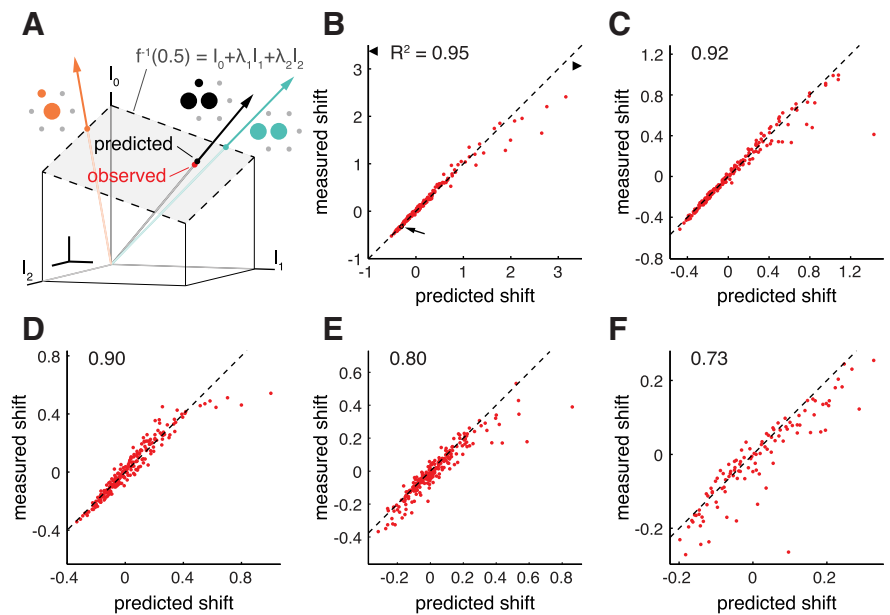 A
f⁻¹(0.5) = I₀+λ₁I₁+λ₂I₂
I₀
predicted
observed
I₂
I₁
B
R² = 0.95
3
2
1
0
-1
-1 0 1 2 3
measured shift
predicted shift
C
0.92
1.2
0.8
0.4
0
-0.4
-0.8
-0.4 0 0.4 0.8 1.2
measured shift
predicted shift
D
0.90
0.8
0.4
0
-0.4
-0.4 0 0.4 0.8
measured shift
predicted shift
E
0.80
0.6
0.4
0.2
0
-0.2
-0.4
-0.2 0 0.2 0.4 0.6 0.8
measured shift
predicted shift
F
0.73
0.2
0
-0.2
-0.2 0 0.2
measured shift
predicted shift